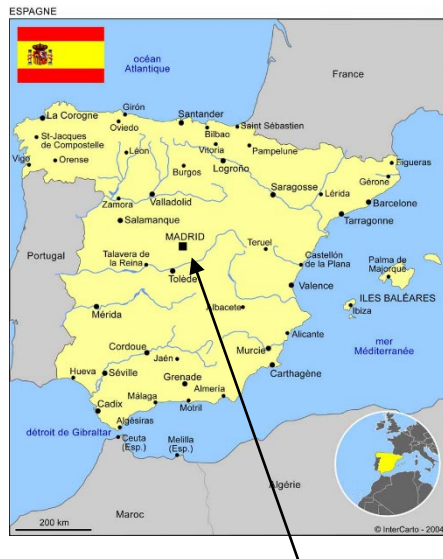 ESPAGNE
océan
Atlantique
France
La Corogne
Girón
Oviedo
Santander
Bilbao
Saint Sébastien
St-Jacques
de Compostelle
Léon
Vitoria
Pampelune
Vigo
Orense
Burgos
Logroño
Figueras
Gérone
Saragosse
Lérida
Barcelone
Zamora
Valladolid
Tarragonne
Salamanque
MADRID
Teruel
Portugal
Talavera de
la Reina
Castellón
de la Plana
Palma de
Majorque
Tolède
Valence
ILES BALÉARES
Ibiza
Mérida
Albacete
Alicante
mer
Méditerranée
Cordoue
Jaén
Murcie
Carthagène
Hueva
Séville
Grenade
Almería
Cadix
Málaga
Motril
Algésiras
détroit de Gibraltar
Ceuta
(Esp.)
Melilla
(Esp.)
Algérie
Maroc
200 km
© InterCarto - 2004